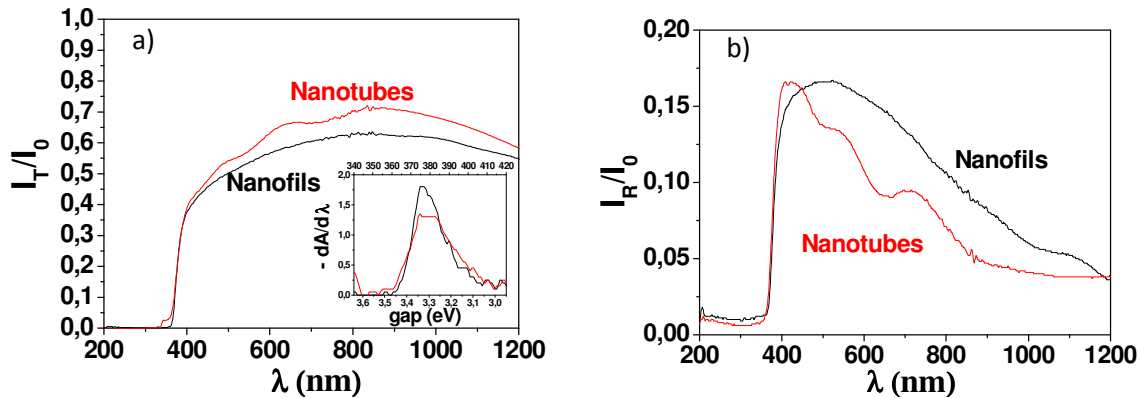 a)
I_T/I_0
1,0
0,9
0,8
0,7
0,6
0,5
0,4
0,3
0,2
0,1
0,0
Nanotubes
Nanofils
340 350 360 370 380 390 400 410 420
- dA/dλ
2,0
1,5
1,0
0,5
0,0
3,6 3,5 3,4 3,3 3,2 3,1 3,0
gap (eV)
200 400 600 800 1000 1200
λ (nm)
b)
I_R/I_0
0,20
0,15
0,10
0,05
0,00
Nanofils
Nanotubes
200 400 600 800 1000 1200
λ (nm)